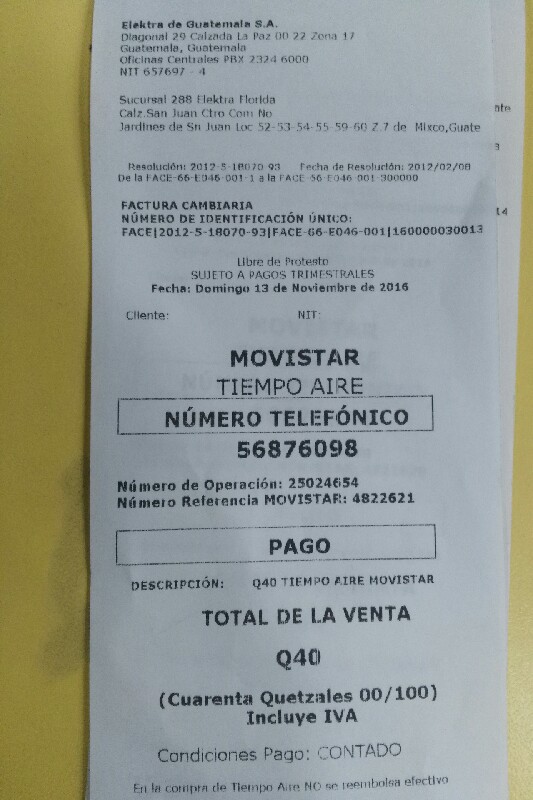 Elektra de Guatemala S.A.
Diagonal 29 Calzada La Paz 00 22 Zona 17
Guatemala, Guatemala
Oficinas Centrales PBX 2324 6000
NIT 657697 - 4
Sucursal 288 Elektra Florida
Calz.San Juan Ctro Com No
Jardines de Sn Juan Loc 52-53-54-55-59-60 Z.7 de Mixco,Guate
Resolución: 2012-5-18070-93 Fecha de Resolución: 2012/02/08
De la FACE-66-E046-001-1 a la FACE-56-E046-001-300000
FACTURA CAMBIARIA
NÚMERO DE IDENTIFICACIÓN ÚNICO:
FACE|2012-5-18070-93|FACE-66-E046-001|160000030013
Libre de Protesto
SUJETO A PAGOS TRIMESTRALES
Fecha: Domingo 13 de Noviembre de 2016
Cliente: NIT:
MOVISTAR
TIEMPO AIRE
NÚMERO TELEFÓNICO
56876098
Número de Operación: 25024654
Número Referencia MOVISTAR: 4822621
PAGO
DESCRIPCIÓN: Q40 TIEMPO AIRE MOVISTAR
TOTAL DE LA VENTA
Q40
(Cuarenta Quetzales 00/100)
Incluye IVA
Condiciones Pago: CONTADO
En la compra de Tiempo Aire NO se reembolsa efectivo